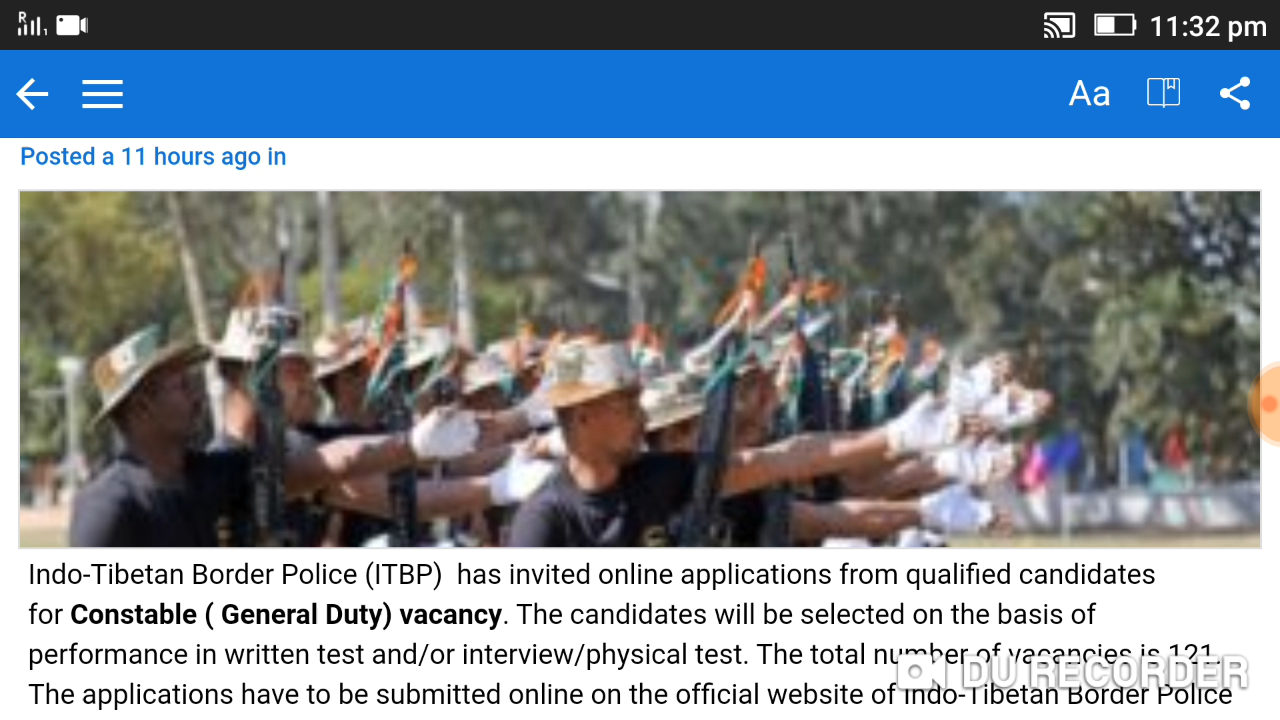 R 1 11:32 pm
Aa
Posted a 11 hours ago in
Indo-Tibetan Border Police (ITBP) has invited online applications from qualified candidates
for Constable ( General Duty) vacancy. The candidates will be selected on the basis of
performance in written test and/or interview/physical test. The total number of vacancies is 121.
The applications have to be submitted online on the official website of Indo-Tibetan Border Police
DU RECORDER